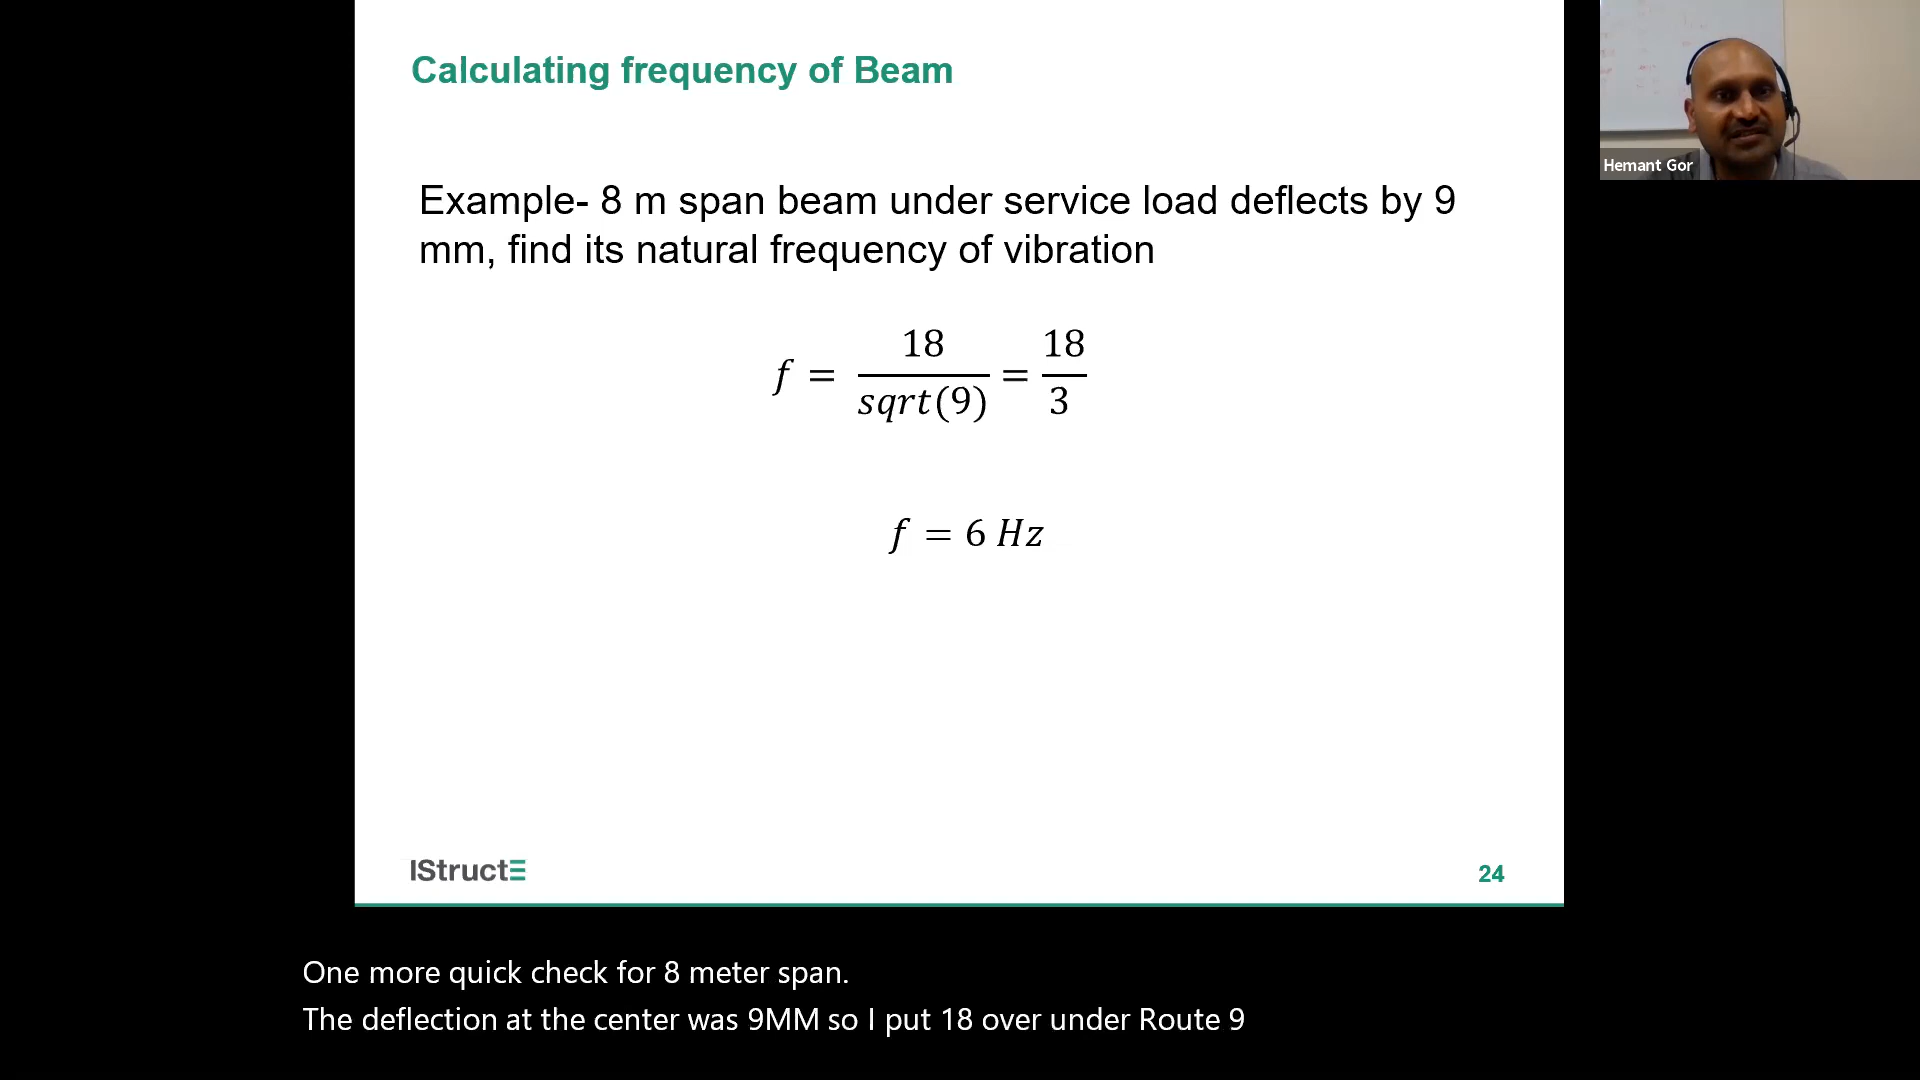 Calculating frequency of Beam
Hemant Gor
Example- 8 m span beam under service load deflects by 9
mm, find its natural frequency of vibration
f = 18/sqrt(9) = 18/3
f = 6 Hz
IStructE
24
One more quick check for 8 meter span.
The deflection at the center was 9MM so I put 18 over under Route 9